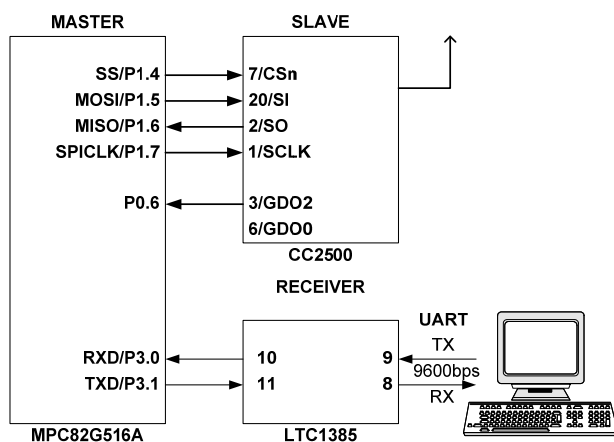 MASTER
SLAVE
SS/P1.4
7/CSn
MOSI/P1.5
20/SI
MISO/P1.6
2/SO
SPICLK/P1.7
1/SCLK
P0.6
3/GDO2
6/GDO0
CC2500
RECEIVER
UART
TX
9600bps
RX
RXD/P3.0
10
9
TXD/P3.1
11
8
MPC82G516A
LTC1385